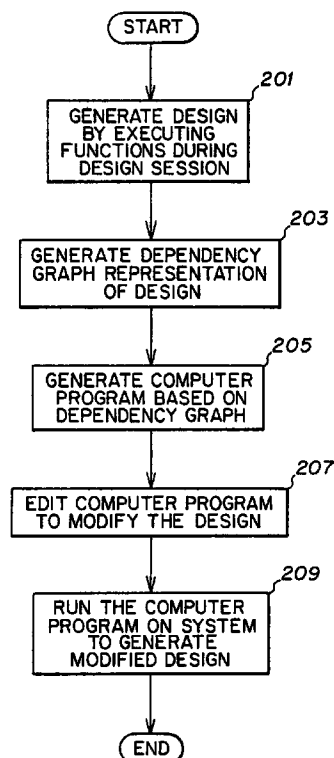 START
201
GENERATE DESIGN
BY EXECUTING
FUNCTIONS DURING
DESIGN SESSION
203
GENERATE DEPENDENCY
GRAPH REPRESENTATION
OF DESIGN
205
GENERATE COMPUTER
PROGRAM BASED ON
DEPENDENCY GRAPH
207
EDIT COMPUTER PROGRAM
TO MODIFY THE DESIGN
209
RUN THE COMPUTER
PROGRAM ON SYSTEM
TO GENERATE
MODIFIED DESIGN
END